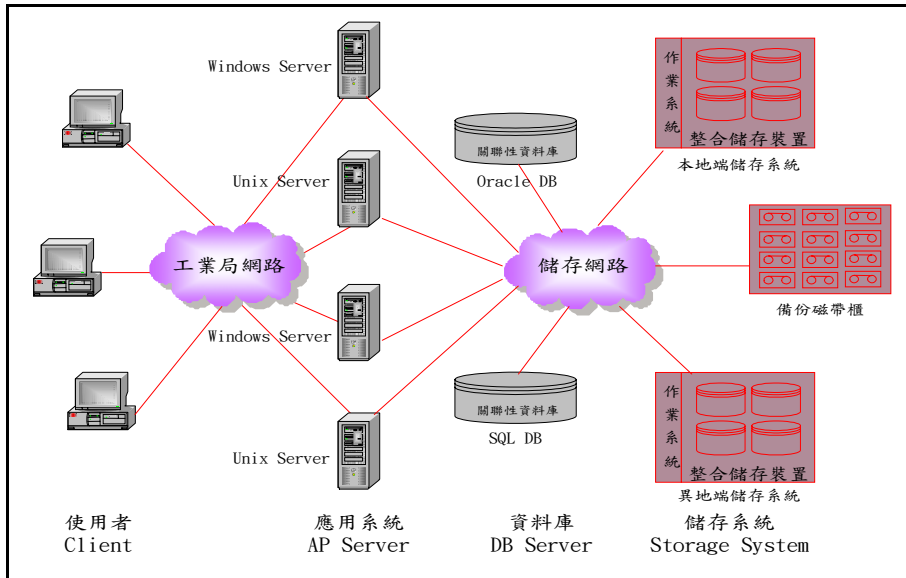 Windows Server
Unix Server
Windows Server
Unix Server
工業局網路
關聯性資料庫
Oracle DB
儲存網路
關聯性資料庫
SQL DB
作業系統
整合儲存裝置
本地端儲存系統
備份磁帶櫃
作業系統
整合儲存裝置
異地端儲存系統
使用者
Client
應用系統
AP Server
資料庫
DB Server
儲存系統
Storage System